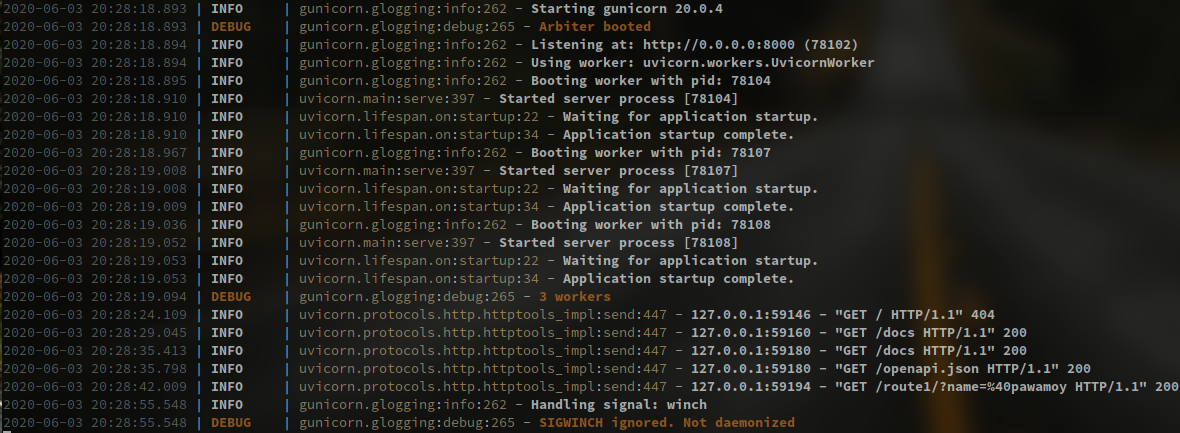 2020-06-03 20:28:18.893 | INFO     | gunicorn.glogging:info:262 - Starting gunicorn 20.0.4
2020-06-03 20:28:18.893 | DEBUG    | gunicorn.glogging:debug:265 - Arbiter booted
2020-06-03 20:28:18.894 | INFO     | gunicorn.glogging:info:262 - Listening at: http://0.0.0.0:8000 (78102)
2020-06-03 20:28:18.894 | INFO     | gunicorn.glogging:info:262 - Using worker: uvicorn.workers.UvicornWorker
2020-06-03 20:28:18.895 | INFO     | gunicorn.glogging:info:262 - Booting worker with pid: 78104
2020-06-03 20:28:18.910 | INFO     | uvicorn.main:serve:397 - Started server process [78104]
2020-06-03 20:28:18.910 | INFO     | uvicorn.lifespan.on:startup:22 - Waiting for application startup.
2020-06-03 20:28:18.910 | INFO     | uvicorn.lifespan.on:startup:34 - Application startup complete.
2020-06-03 20:28:18.967 | INFO     | gunicorn.glogging:info:262 - Booting worker with pid: 78107
2020-06-03 20:28:19.008 | INFO     | uvicorn.main:serve:397 - Started server process [78107]
2020-06-03 20:28:19.008 | INFO     | uvicorn.lifespan.on:startup:22 - Waiting for application startup.
2020-06-03 20:28:19.009 | INFO     | uvicorn.lifespan.on:startup:34 - Application startup complete.
2020-06-03 20:28:19.036 | INFO     | gunicorn.glogging:info:262 - Booting worker with pid: 78108
2020-06-03 20:28:19.052 | INFO     | uvicorn.main:serve:397 - Started server process [78108]
2020-06-03 20:28:19.053 | INFO     | uvicorn.lifespan.on:startup:22 - Waiting for application startup.
2020-06-03 20:28:19.053 | INFO     | uvicorn.lifespan.on:startup:34 - Application startup complete.
2020-06-03 20:28:19.094 | DEBUG    | gunicorn.glogging:debug:265 - 3 workers
2020-06-03 20:28:24.109 | INFO     | uvicorn.protocols.http.httptools_impl:send:447 - 127.0.0.1:59146 - "GET / HTTP/1.1" 404
2020-06-03 20:28:29.045 | INFO     | uvicorn.protocols.http.httptools_impl:send:447 - 127.0.0.1:59160 - "GET /docs HTTP/1.1" 200
2020-06-03 20:28:35.413 | INFO     | uvicorn.protocols.http.httptools_impl:send:447 - 127.0.0.1:59180 - "GET /docs HTTP/1.1" 200
2020-06-03 20:28:35.798 | INFO     | uvicorn.protocols.http.httptools_impl:send:447 - 127.0.0.1:59180 - "GET /openapi.json HTTP/1.1" 200
2020-06-03 20:28:42.009 | INFO     | uvicorn.protocols.http.httptools_impl:send:447 - 127.0.0.1:59194 - "GET /route1/?name=%40pawamoy HTTP/1.1" 200
2020-06-03 20:28:55.548 | INFO     | gunicorn.glogging:info:262 - Handling signal: winch
2020-06-03 20:28:55.548 | DEBUG    | gunicorn.glogging:debug:265 - SIGWINCH ignored. Not daemonized